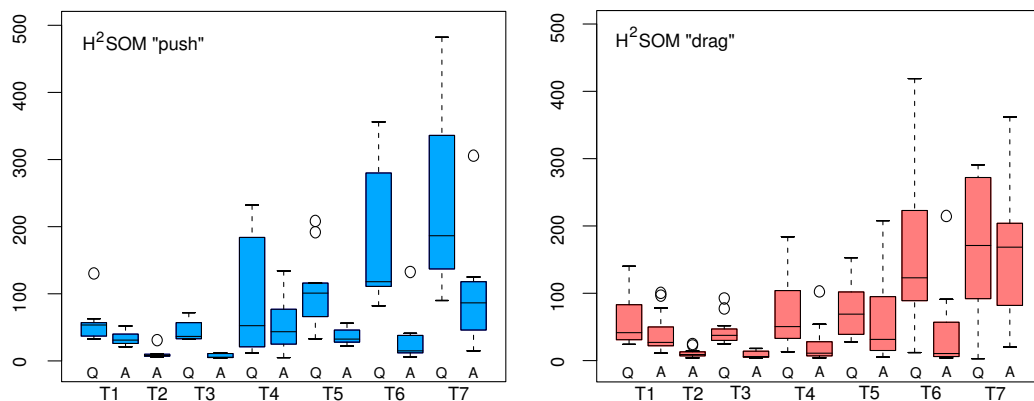 H²SOM "push"
500
400
300
200
100
0
Q A A Q A Q A Q A Q A Q A
T1 T2 T3 T4 T5 T6 T7
H²SOM "drag"
500
400
300
200
100
0
Q A A Q A Q A Q A Q A Q A
T1 T2 T3 T4 T5 T6 T7